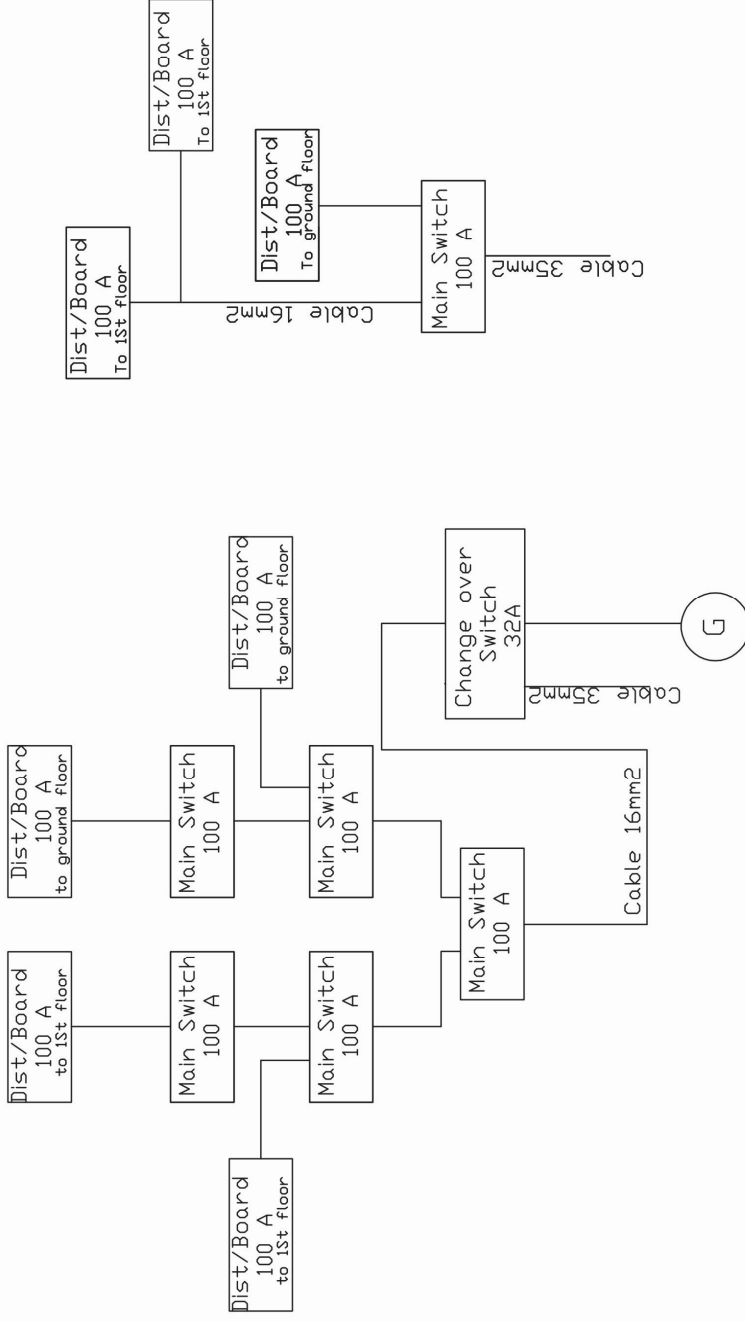 Dist/Board
100 A
to 1St floor
Dist/Board
100 A
to ground floor
Dist/Board
100 A
To 1St floor
Dist/Board
100 A
To 1St floor
Main Switch
100 A
Main Switch
100 A
Dist/Board
100 A
to 1St floor
Dist/Board
100 A
to ground floor
Dist/Board
100 A
To ground floor
Cable 16mm2
Main Switch
100 A
Main Switch
100 A
Main Switch
100 A
Cable 35mm2
Main Switch
100 A
Change over
Switch
32A
Cable 35mm2
Cable 16mm2
G